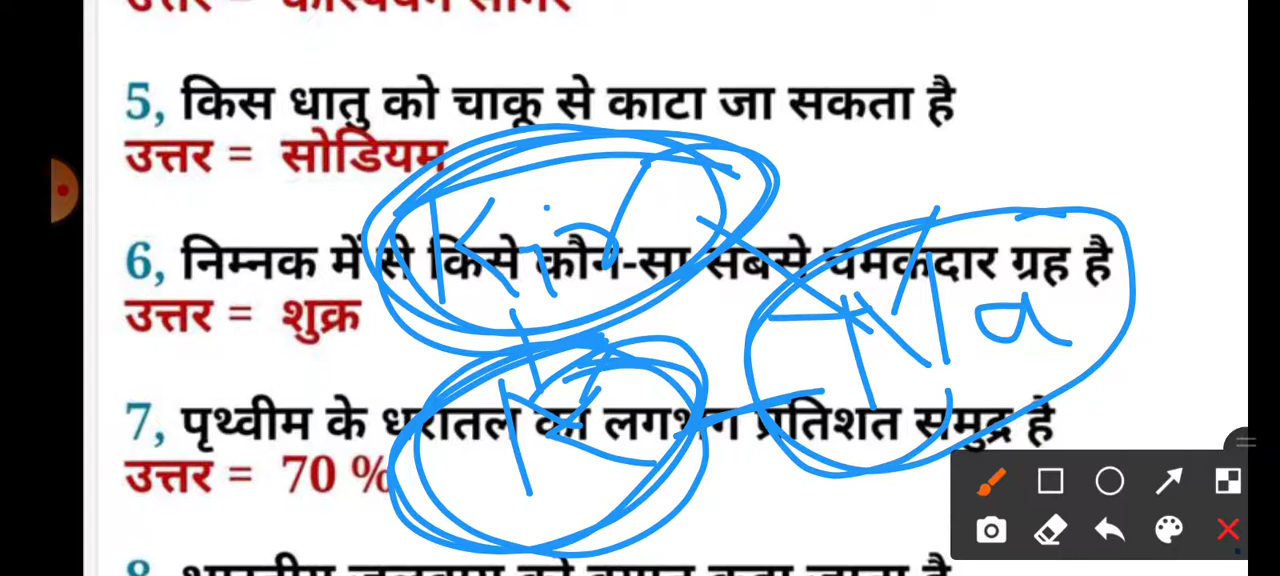 5, किस धातु को चाकू से काटा जा सकता है
उत्तर = सोडियम
6, निम्नक में से किसे कौन-सा सबसे चमकदार ग्रह है
उत्तर = शुक्र
7, पृथ्वीम के धरातल का लगभग प्रतिशत समुद्र है
उत्तर = 70 %
K